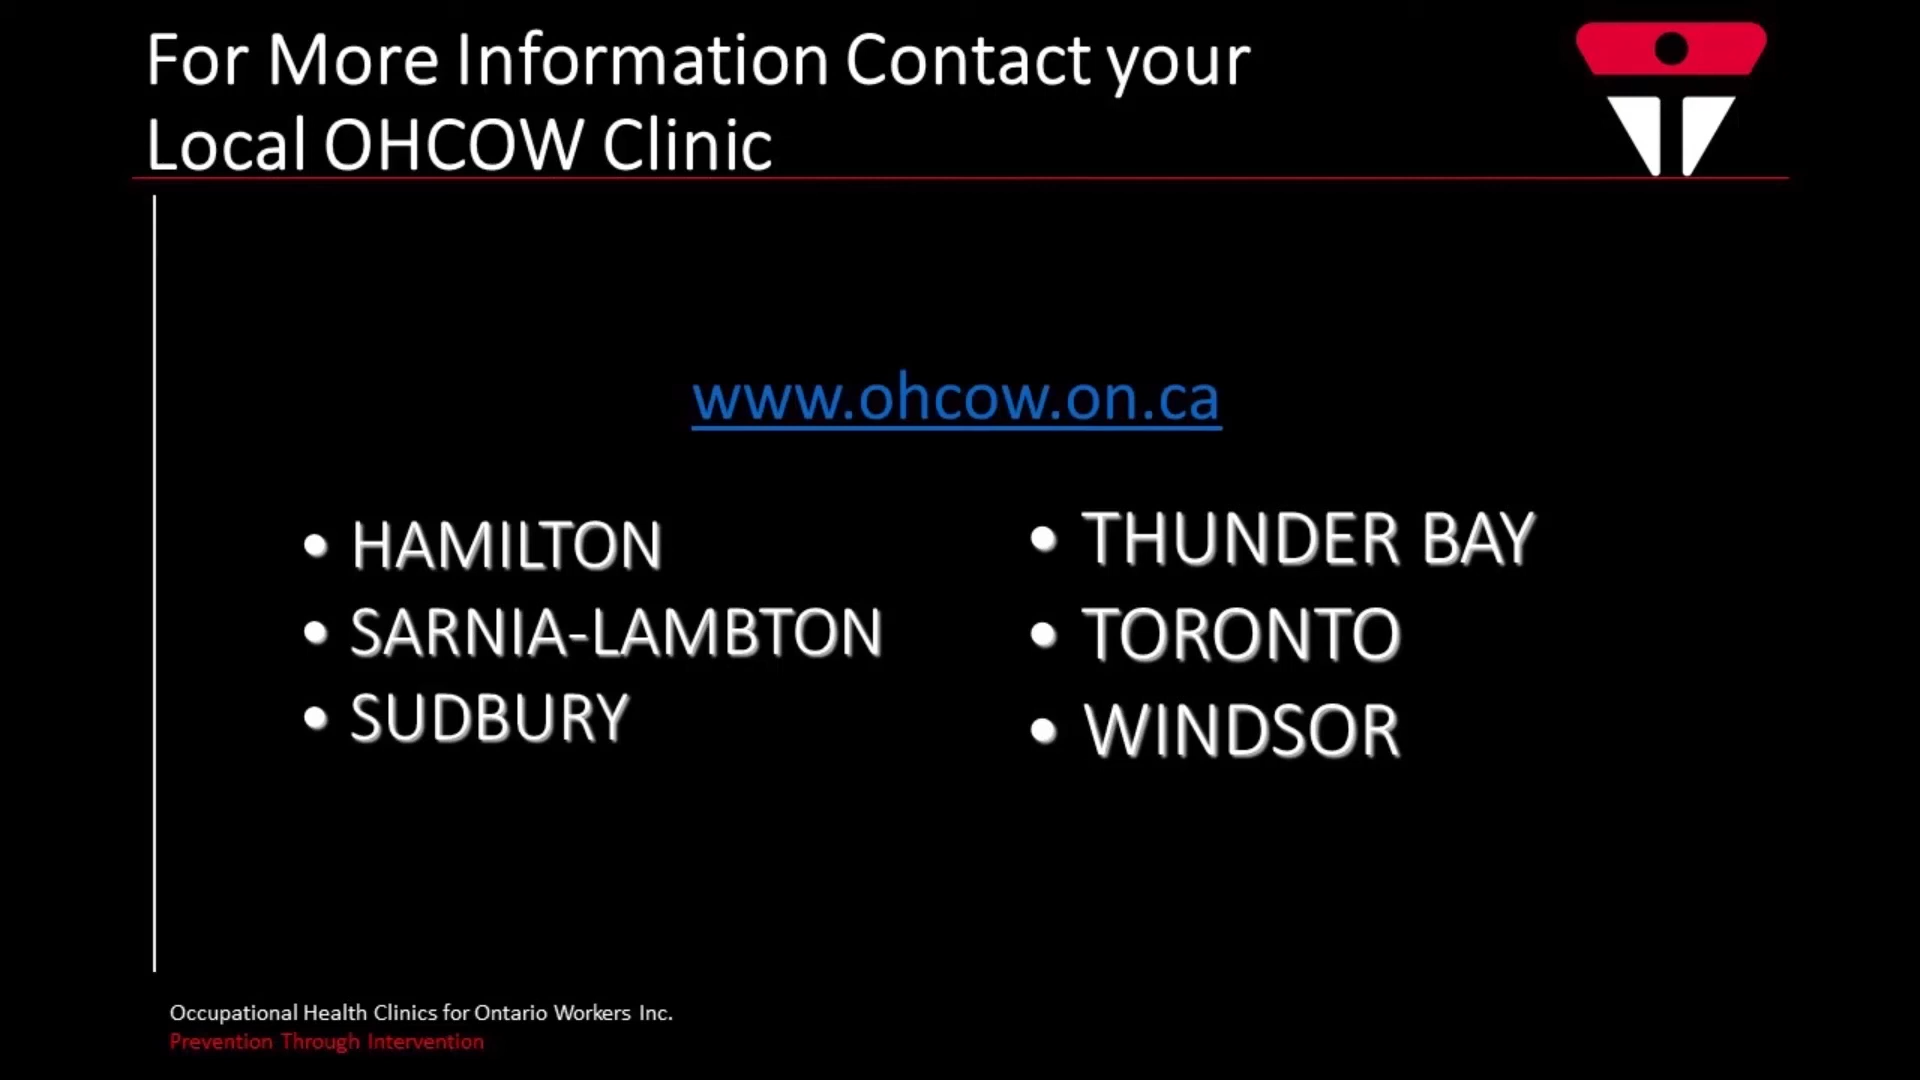 For More Information Contact your
Local OHCOW Clinic
www.ohcow.on.ca
• HAMILTON
• SARNIA-LAMBTON
• SUDBURY
• THUNDER BAY
• TORONTO
• WINDSOR
Occupational Health Clinics for Ontario Workers Inc.
Prevention Through Intervention